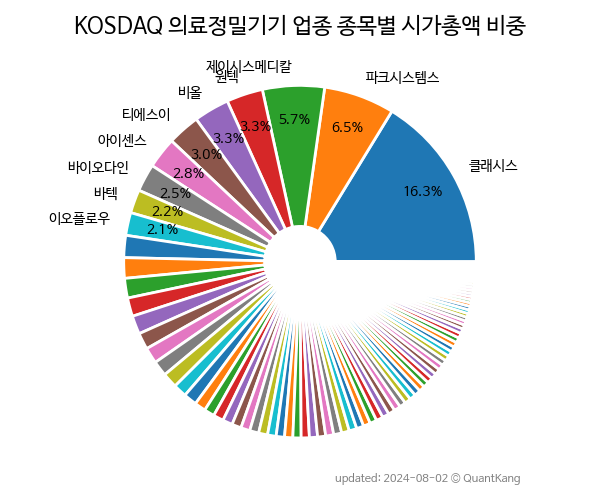 KOSDAQ 의료정밀기기 업종 종목별 시가총액 비중
제이시스메디칼
원텍
파크시스템스
비올
티에스이
아이센스
클래시스
바이오다인
바텍
이오플로우
5.7%
6.5%
3.3%
3.3%
3.0%
2.8%
16.3%
2.5%
2.2%
2.1%
updated: 2024-08-02 ⓒ QuantKang